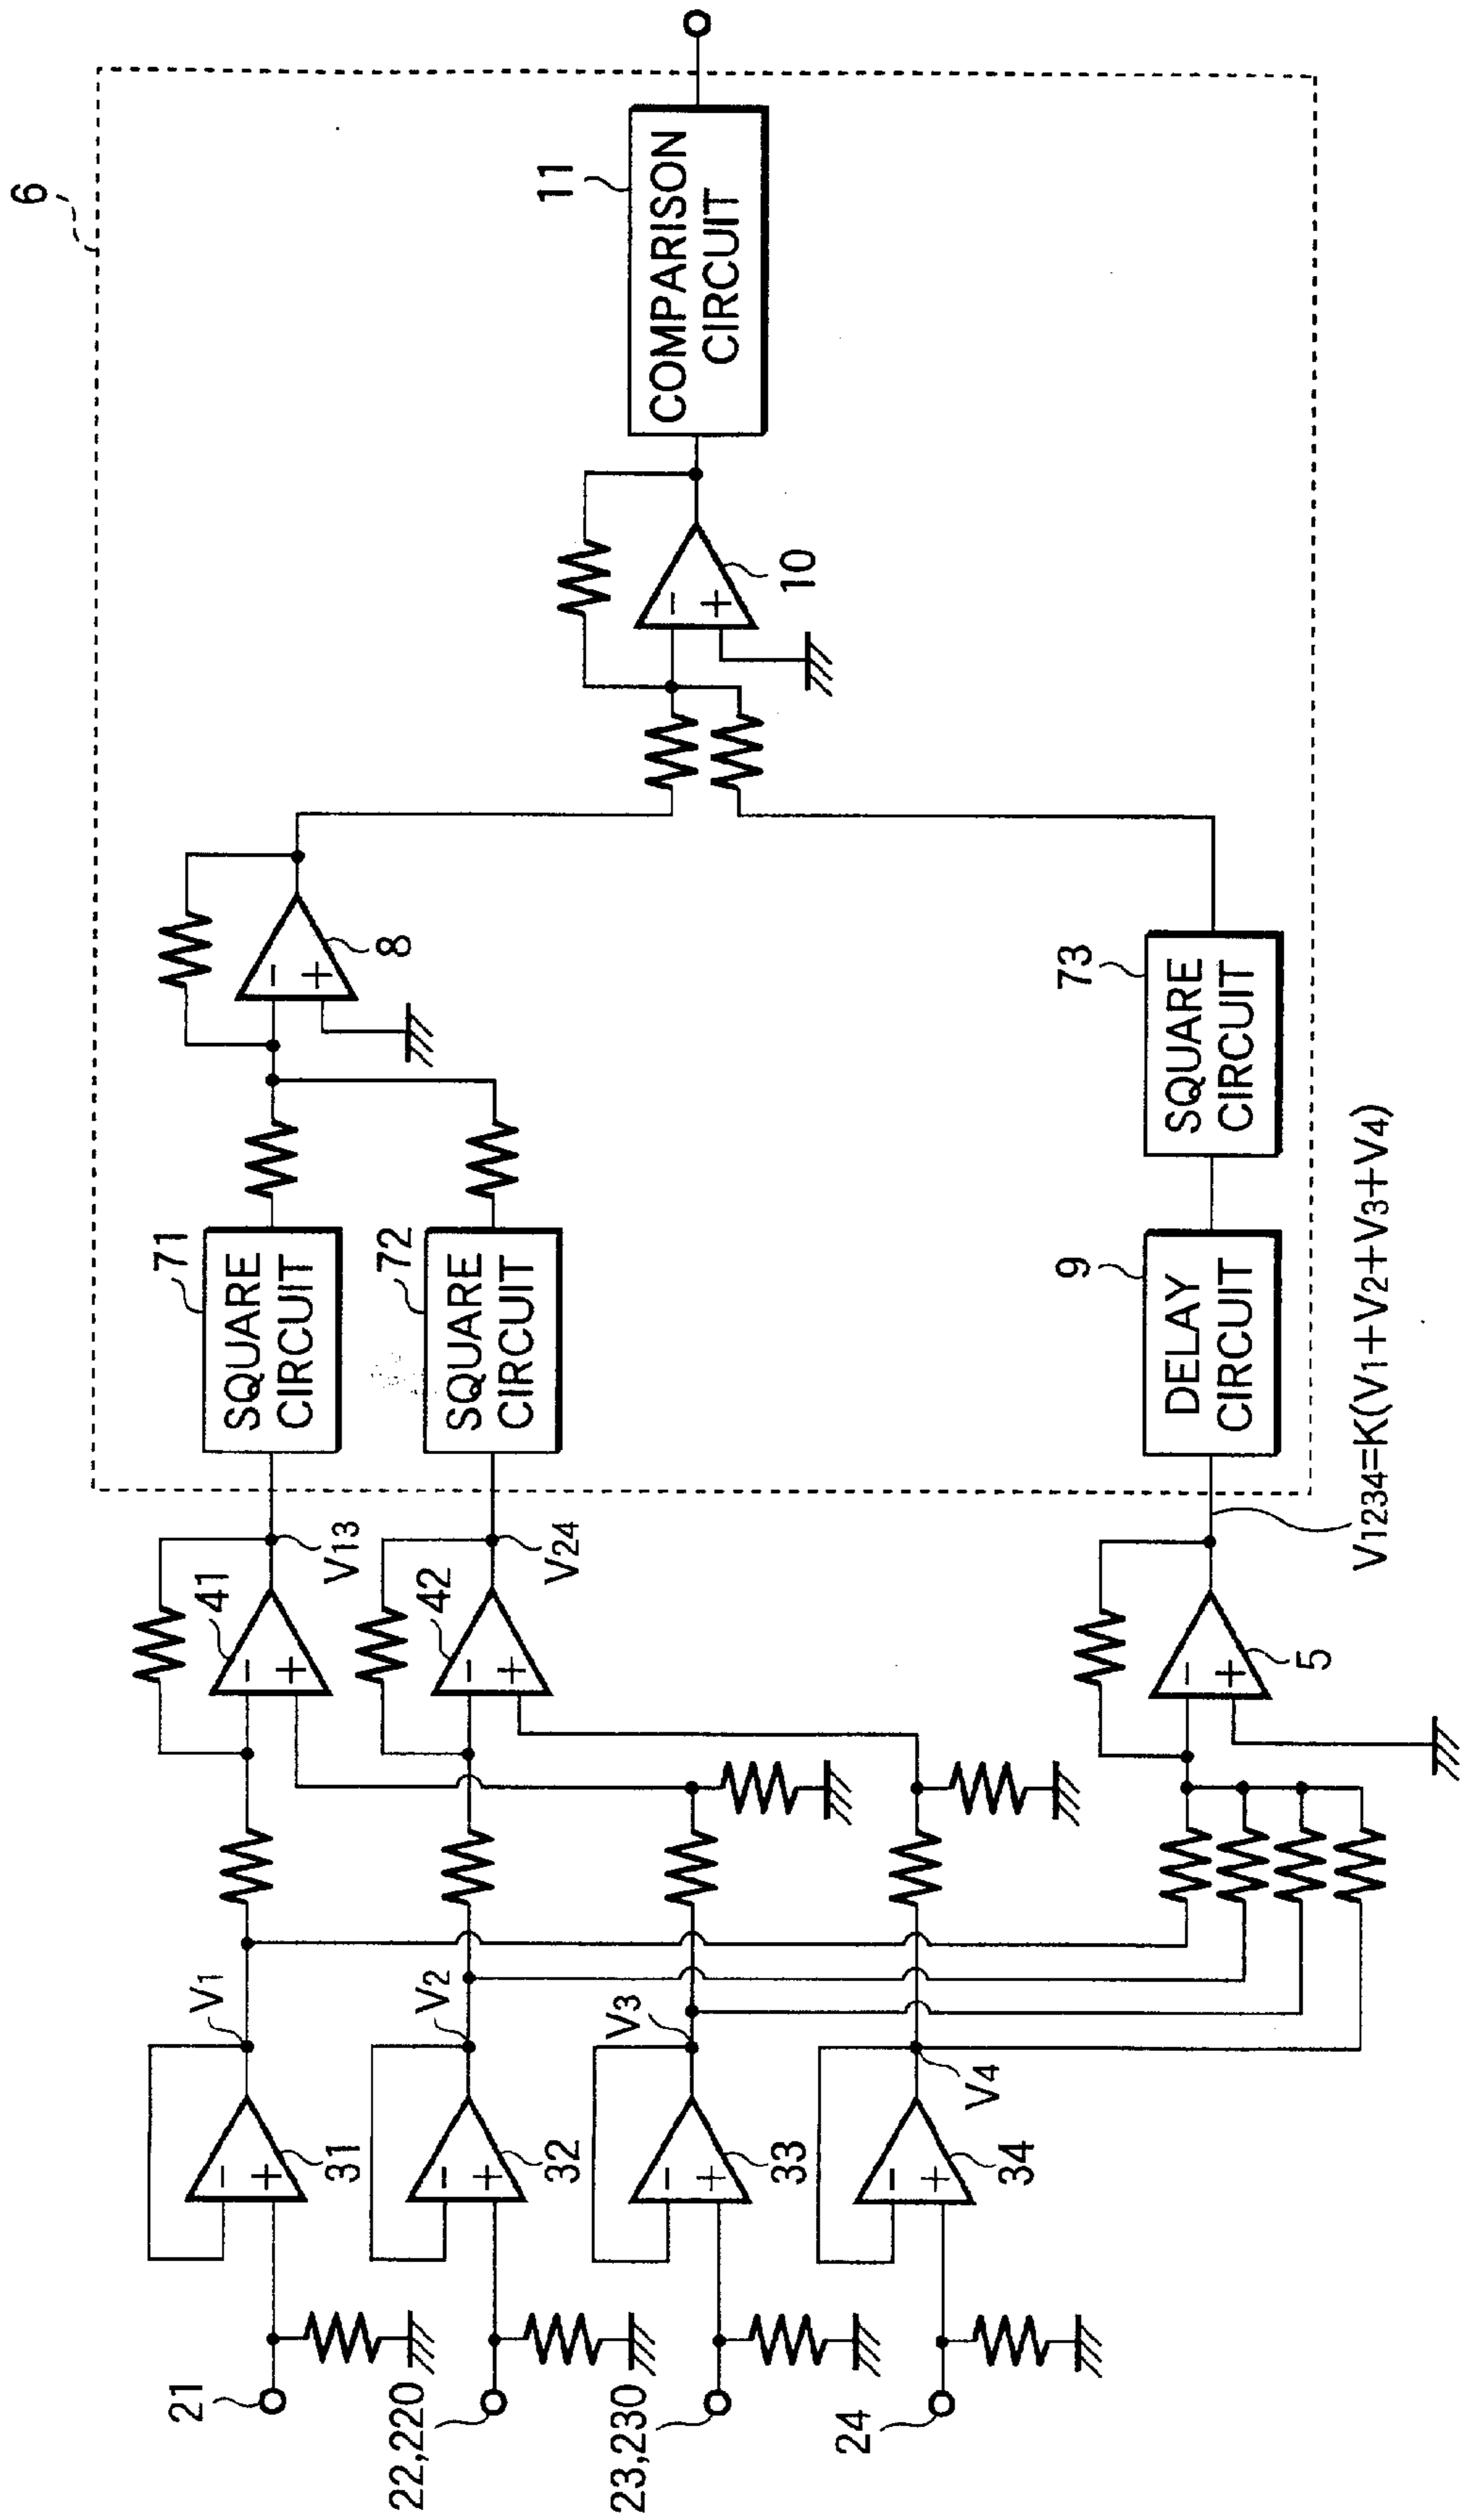 6
21
22,220
23,230
24
31
32
33
34
V1
V2
V3
V4
−
+
−
+
−
+
−
+
41
42
5
−
+
−
+
−
+
V13
V24
V1234=K(V1+V2+V3+V4)
71
SQUARE
CIRCUIT
72
SQUARE
CIRCUIT
9
DELAY
CIRCUIT
73
SQUARE
CIRCUIT
8
−
+
10
−
+
11
COMPARISON
CIRCUIT